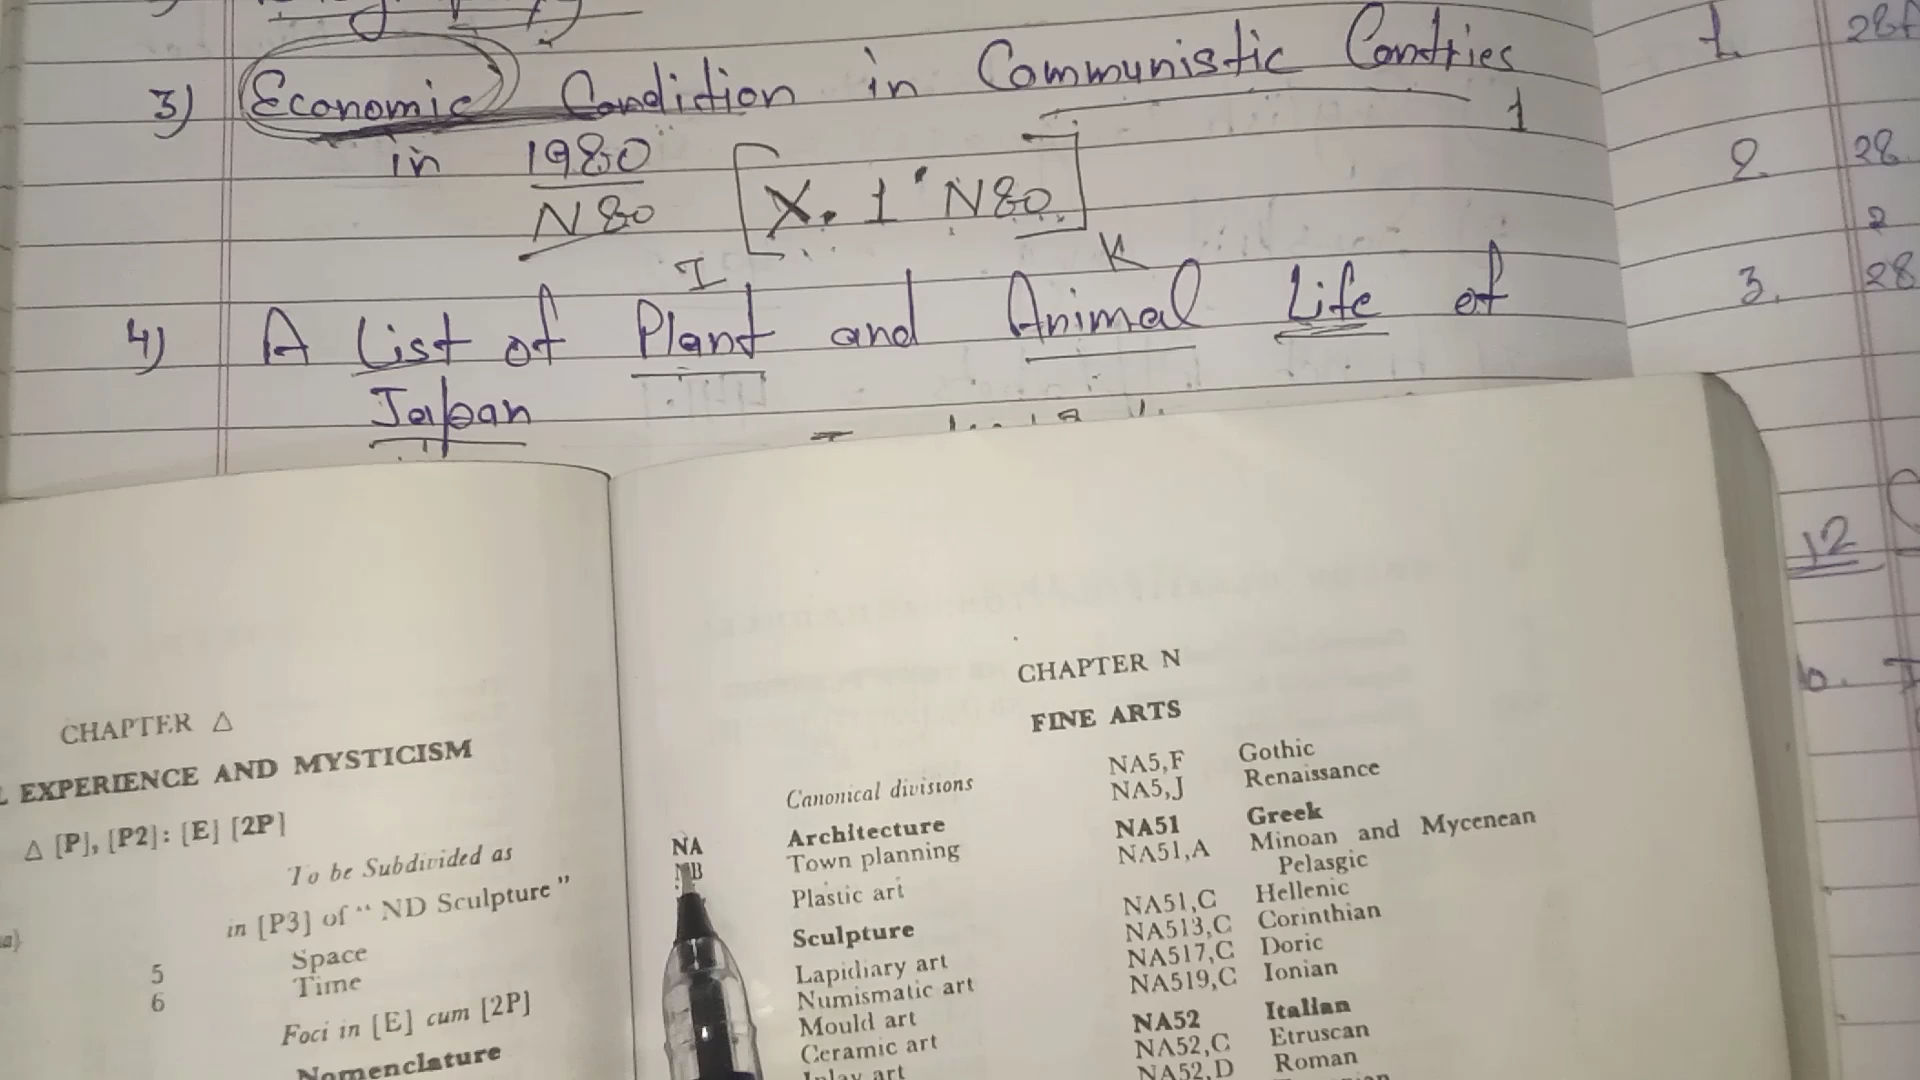 3) Economic Condition in Communistic Contries
1
in 1980
N80
X.1'N80
I
K
4) A List of Plant and Animal Life of
Japan
1.
2.
28
2
3.
28
12
CHAPTER Δ
EXPERIENCE AND MYSTICISM
Δ [P], [P2]: [E] [2P]
To be Subdivided as
in [P3] of “ ND Sculpture ”
5 Space
6 Time
Foci in [E] cum [2P]
Nomenclature
CHAPTER N
FINE ARTS
Canonical divisions
NA Architecture
NB Town planning
Plastic art
Sculpture
Lapidiary art
Numismatic art
Mould art
Ceramic art
Inlay art
NA5,F Gothic
NA5,J Renaissance
NA51 Greek
NA51,A Minoan and Mycenean
Pelasgic
NA51,C Hellenic
NA513,C Corinthian
NA517,C Doric
NA519,C Ionian
NA52 Italian
NA52,C Etruscan
NA52,D Roman